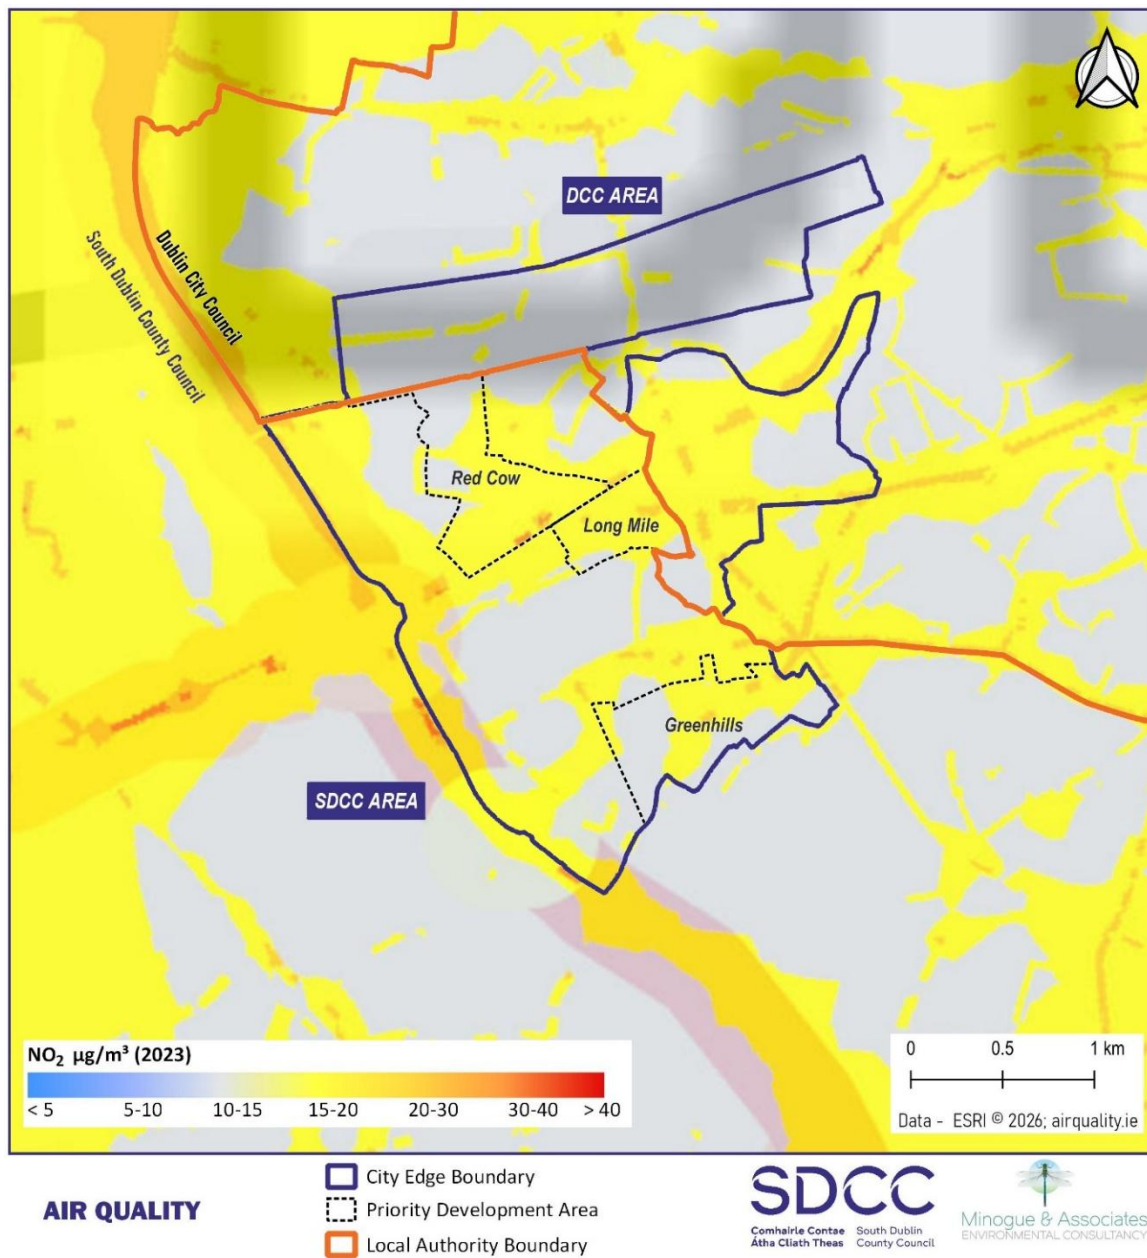 DCC AREA
Dublin City Council
South Dublin County Council
Red Cow
Long Mile
Greenhills
SDCC AREA
NO₂ µg/m³ (2023)
< 5 5-10 10-15 15-20 20-30 30-40 > 40
0 0.5 1 km
Data - ESRI © 2026; airquality.ie
AIR QUALITY
City Edge Boundary
Priority Development Area
Local Authority Boundary
SDCC
Comhairle Contae South Dublin
Átha Cliath Theas County Council
Minogue & Associates
ENVIRONMENTAL CONSULTANC